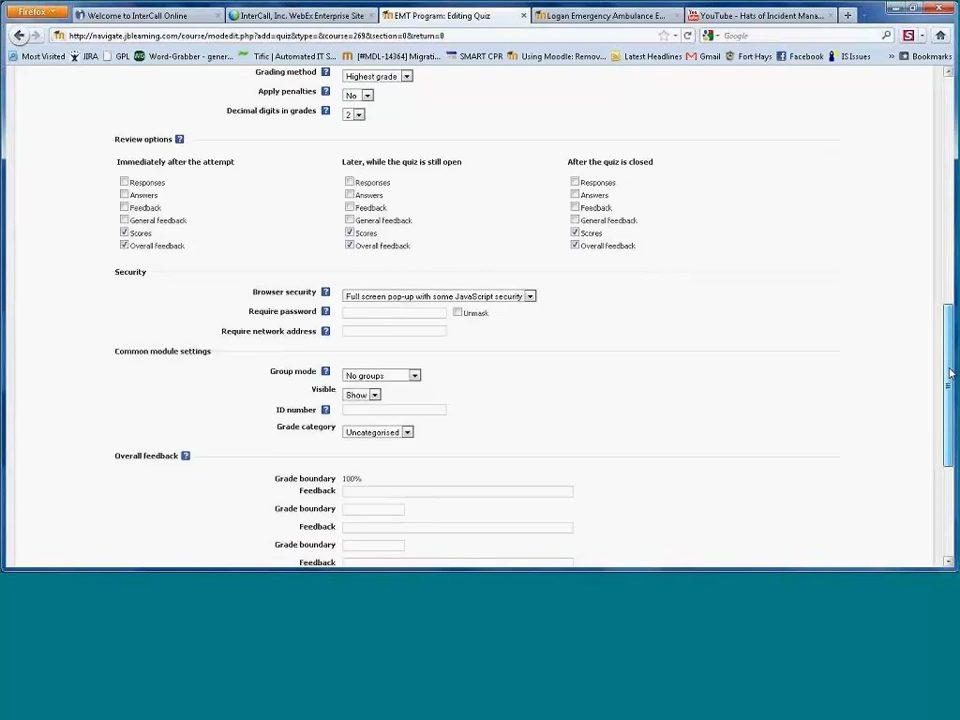 Firefox
Welcome to InterCall Online
InterCall, Inc. WebEx Enterprise Site
EMT Program: Editing Quiz
Logan Emergency Ambulance E...
YouTube - Hats of Incident Mana...
http://navigate.jblearning.com/course/modedit.php?add=quiz&type=&course=269&section=0&return=0
Google
Most Visited JIRA GPL Word-Grabber - gener... Tific | Automated IT S... [#MDL-14364] Migrati... SMART CPR Using Moodle: Remov... Latest Headlines Gmail Fort Hays Facebook IS Issues Bookmarks
Grading method Highest grade
Apply penalties No
Decimal digits in grades 2
Review options
Immediately after the attempt Later, while the quiz is still open After the quiz is closed
Responses Responses Responses
Answers Answers Answers
Feedback Feedback Feedback
General feedback General feedback General feedback
Scores Scores Scores
Overall feedback Overall feedback Overall feedback
Security
Browser security Full screen pop-up with some JavaScript security
Require password Unmask
Require network address
Common module settings
Group mode No groups
Visible Show
ID number
Grade category Uncategorised
Overall feedback
Grade boundary 100%
Feedback
Grade boundary
Feedback
Grade boundary
Feedback